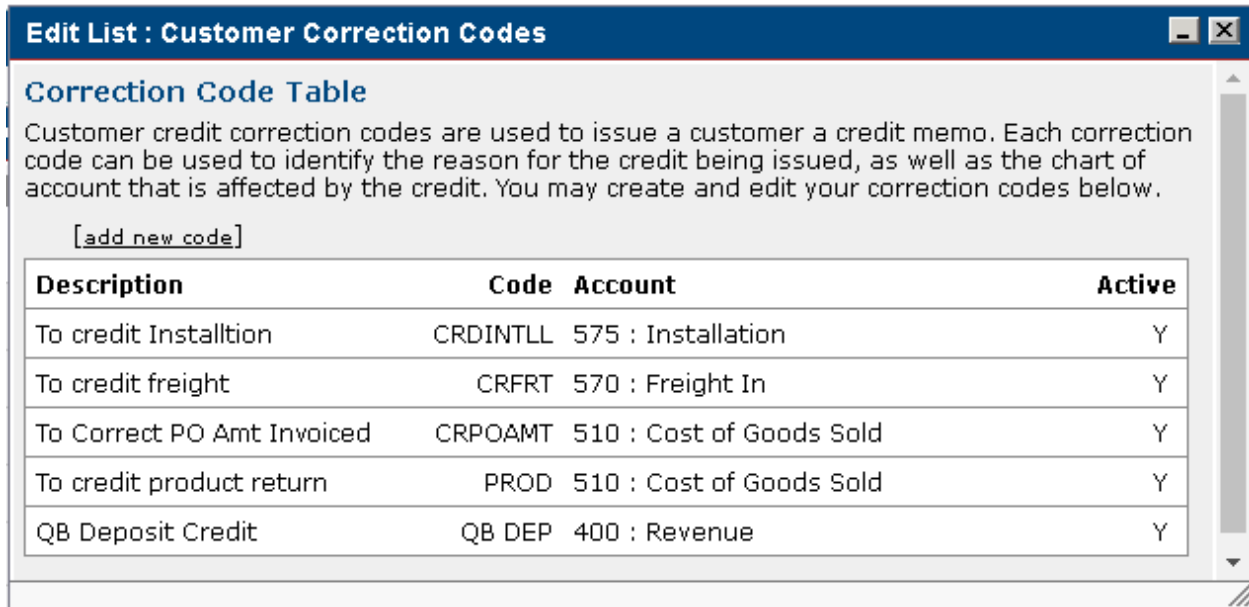 Edit List : Customer Correction Codes
Correction Code Table
Customer credit correction codes are used to issue a customer a credit memo. Each correction
code can be used to identify the reason for the credit being issued, as well as the chart of
account that is affected by the credit. You may create and edit your correction codes below.
[add new code]
Description Code Account Active
To credit Installtion CRDINTLL 575 : Installation Y
To credit freight CRFRT 570 : Freight In Y
To Correct PO Amt Invoiced CRPOAMT 510 : Cost of Goods Sold Y
To credit product return PROD 510 : Cost of Goods Sold Y
QB Deposit Credit QB DEP 400 : Revenue Y